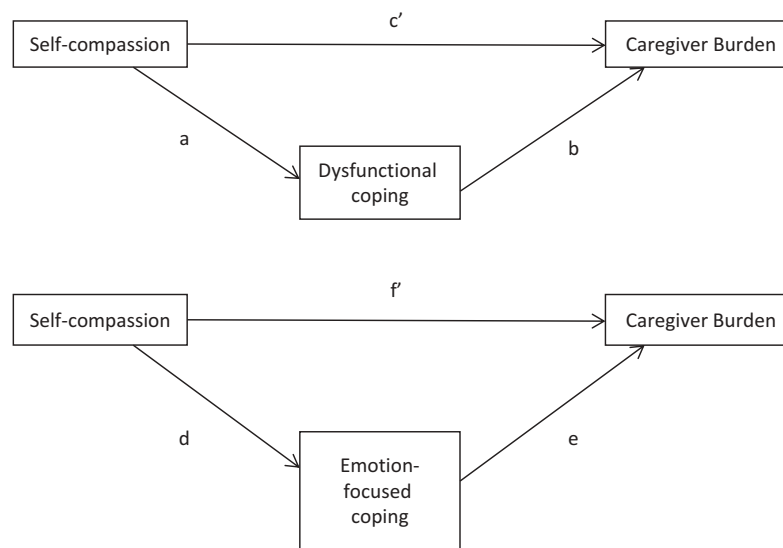 c’
Self-compassion
Caregiver Burden
a
b
Dysfunctional
coping
f’
Self-compassion
Caregiver Burden
d
e
Emotion-
focused
coping